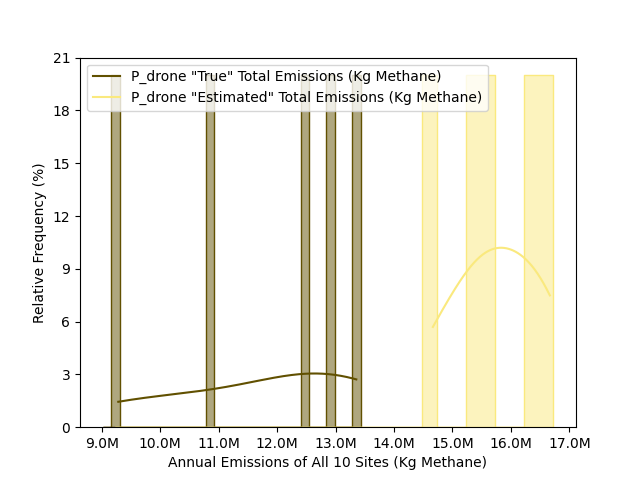 P_drone "True" Total Emissions (Kg Methane)
P_drone "Estimated" Total Emissions (Kg Methane)
Relative Frequency (%)
21
18
15
12
9
6
3
0
9.0M 10.0M 11.0M 12.0M 13.0M 14.0M 15.0M 16.0M 17.0M
Annual Emissions of All 10 Sites (Kg Methane)